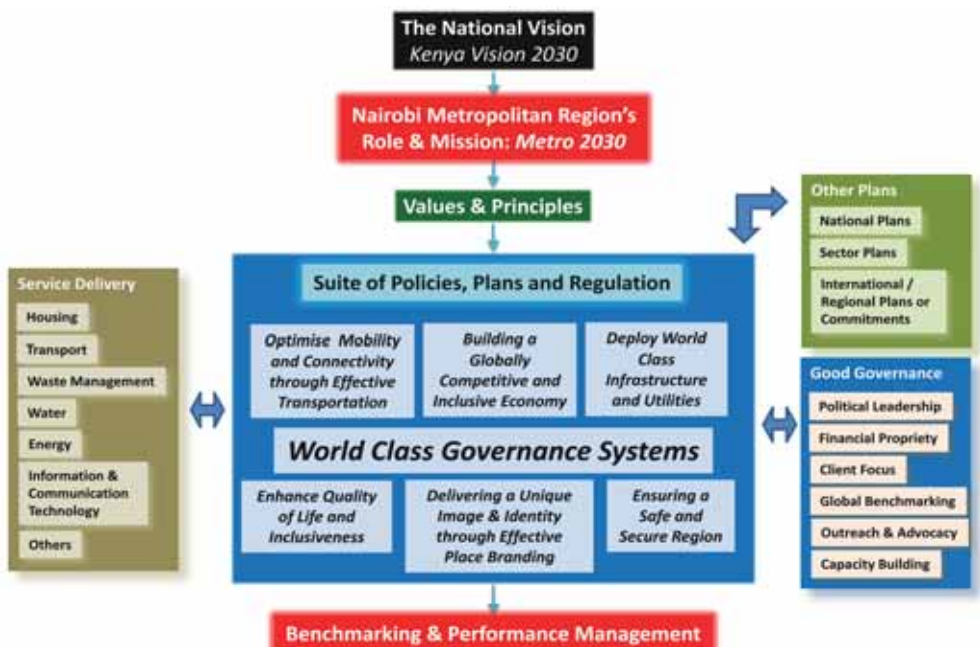 The National Vision
Kenya Vision 2030
Nairobi Metropolitan Region's
Role & Mission: Metro 2030
Values & Principles
Other Plans
National Plans
Sector Plans
International /
Regional Plans or
Commitments
Service Delivery
Housing
Transport
Waste Management
Water
Energy
Information &
Communication
Technology
Others
Suite of Policies, Plans and Regulation
Optimise Mobility
and Connectivity
through Effective
Transportation
Building a
Globally
Competitive and
Inclusive Economy
Deploy World
Class
Infrastructure
and Utilities
World Class Governance Systems
Enhance Quality
of Life and
Inclusiveness
Delivering a Unique
Image & Identity
through Effective
Place Branding
Ensuring a
Safe and
Secure Region
Good Governance
Political Leadership
Financial Propriety
Client Focus
Global Benchmarking
Outreach & Advocacy
Capacity Building
Benchmarking & Performance Management